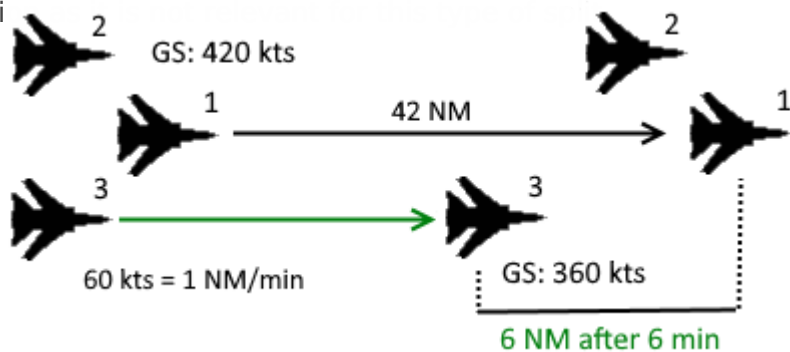 i
2
GS: 420 kts
2
1
42 NM
1
3
3
60 kts = 1 NM/min
GS: 360 kts
6 NM after 6 min